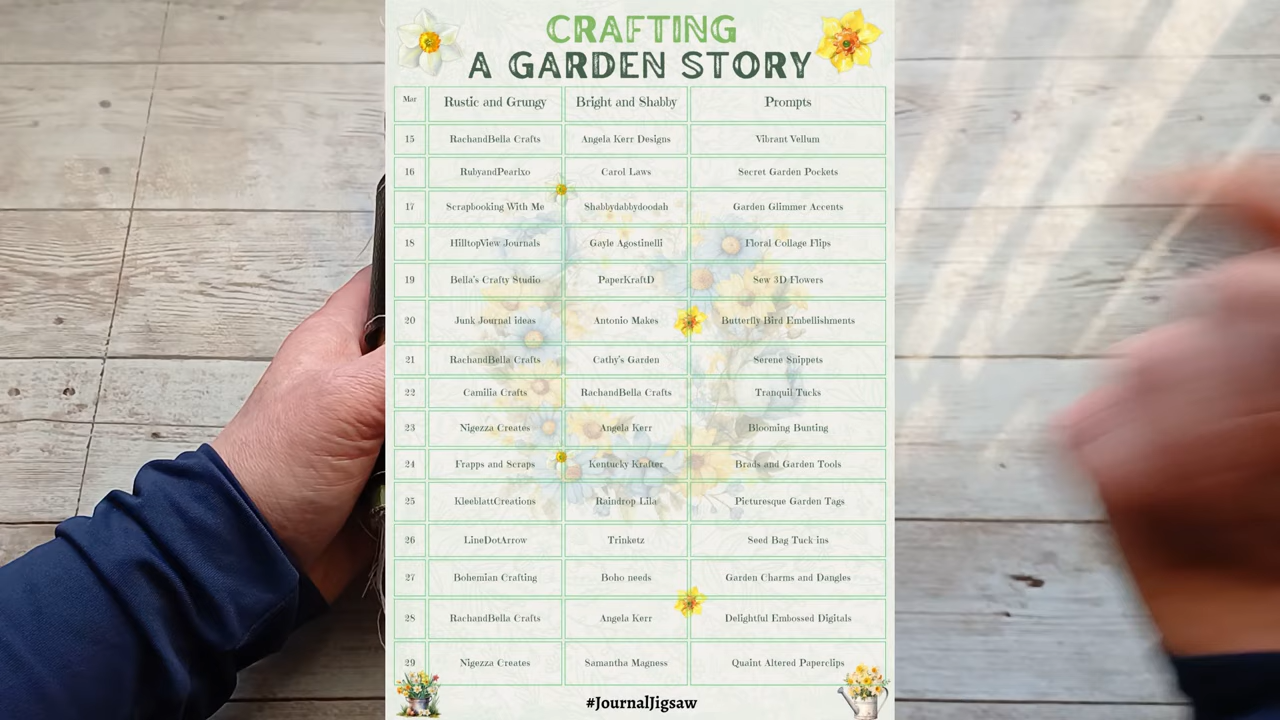 CRAFTING
A GARDEN STORY
Mar Rustic and Grungy Bright and Shabby Prompts
15 RachandBella Crafts Angela Kerr Designs Vibrant Vellum
16 RubyandPearlxo Carol Laws Secret Garden Pockets
17 Scrapbooking With Me Shabbydabbydoodah Garden Glimmer Accents
18 HilltopView Journals Gayle Agostinelli Floral Collage Flips
19 Bella's Crafty Studio PaperKraftD Sew 3D Flowers
20 Junk Journal ideas Antonio Makes Butterfly Bird Embellishments
21 RachandBella Crafts Cathy's Garden Serene Snippets
22 Camilia Crafts RachandBella Crafts Tranquil Tucks
23 Nigezza Creates Angela Kerr Blooming Bunting
24 Frapps and Scraps Kentucky Krafter Brads and Garden Tools
25 KleeblattCreations Raindrop Lila Picturesque Garden Tags
26 LineDotArrow Trinketz Seed Bag Tuck ins
27 Bohemian Crafting Boho needs Garden Charms and Dangles
28 RachandBella Crafts Angela Kerr Delightful Embossed Digitals
29 Nigezza Creates Samantha Magness Quaint Altered Paperclips
#JournalJigsaw